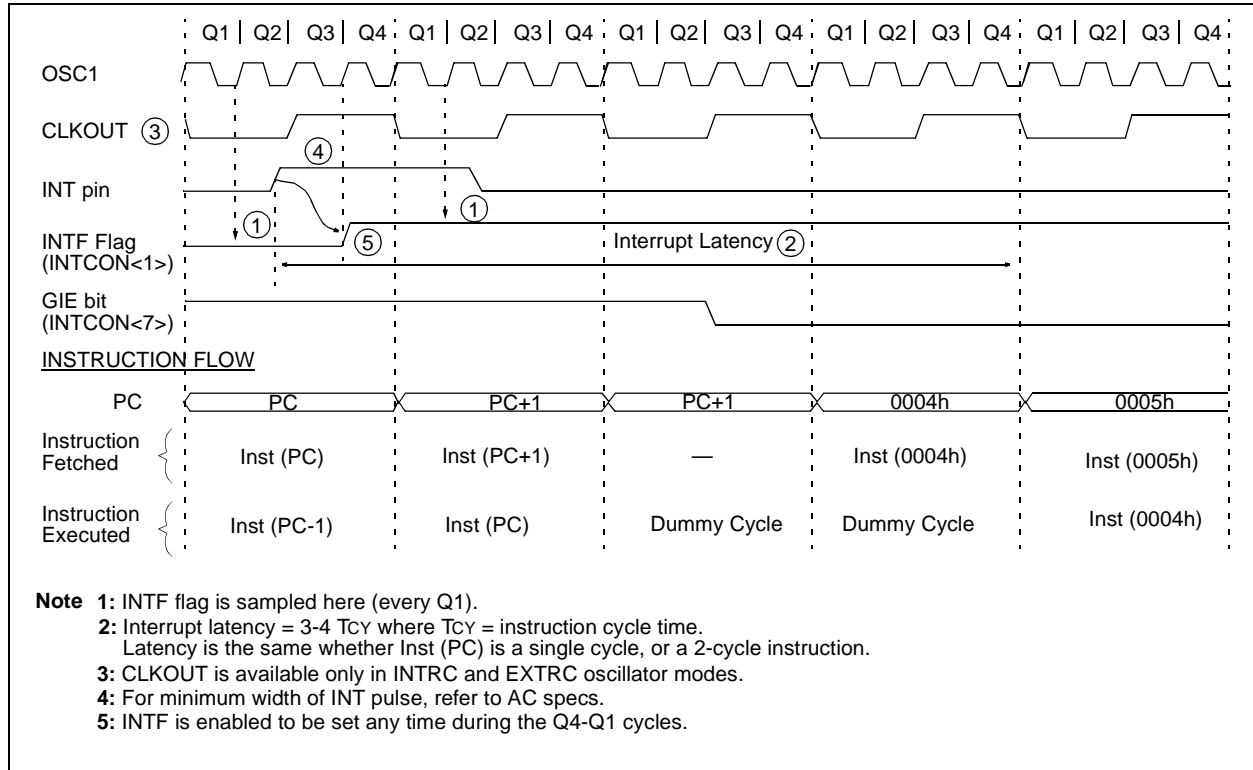 Q1 | Q2 | Q3 | Q4 Q1 | Q2 | Q3 | Q4 Q1 | Q2 | Q3 | Q4 Q1 | Q2 | Q3 | Q4 Q1 | Q2 | Q3 | Q4
OSC1
CLKOUT 3
4
INT pin
1 1
INTF Flag
(INTCON<1>)
5 Interrupt Latency 2
GIE bit
(INTCON<7>)
INSTRUCTION FLOW
PC PC PC+1 PC+1 0004h 0005h
Instruction
Fetched
Inst (PC) Inst (PC+1) — Inst (0004h) Inst (0005h)
Instruction
Executed
Inst (PC-1) Inst (PC) Dummy Cycle Dummy Cycle Inst (0004h)
Note 1: INTF flag is sampled here (every Q1).
2: Interrupt latency = 3-4 TCY where TCY = instruction cycle time.
Latency is the same whether Inst (PC) is a single cycle, or a 2-cycle instruction.
3: CLKOUT is available only in INTRC and EXTRC oscillator modes.
4: For minimum width of INT pulse, refer to AC specs.
5: INTF is enabled to be set any time during the Q4-Q1 cycles.